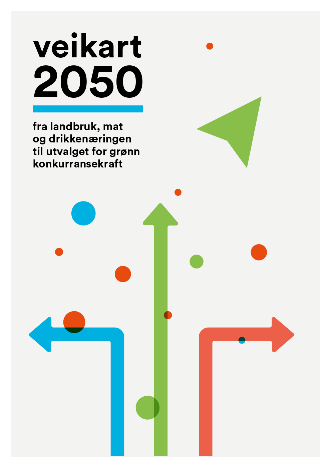 veikart
2050
fra landbruk, mat
og drikkenæringen
til utvalget for grønn
konkurransekraft